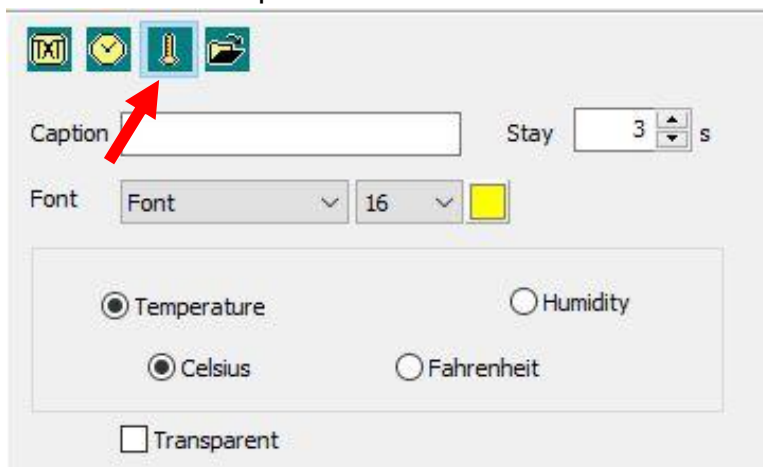 TXT
Caption Stay 3 s
Font Font 16
Temperature Humidity
Celsius Fahrenheit
Transparent